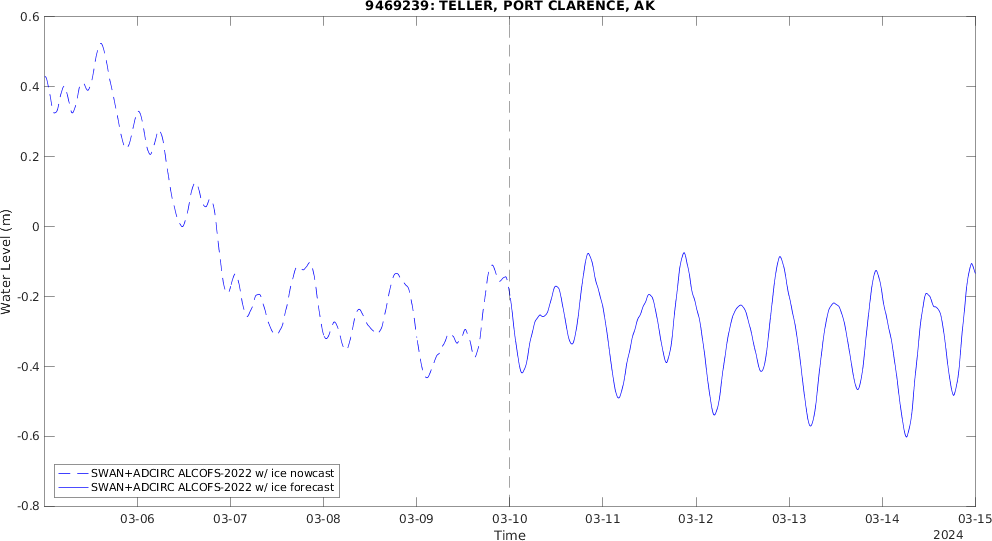 9469239: TELLER, PORT CLARENCE, AK
Water Level (m)
0.6
0.4
0.2
0
-0.2
-0.4
-0.6
-0.8
SWAN+ADCIRC ALCOFS-2022 w/ ice nowcast
SWAN+ADCIRC ALCOFS-2022 w/ ice forecast
03-06 03-07 03-08 03-09 03-10 03-11 03-12 03-13 03-14 03-15
Time
2024